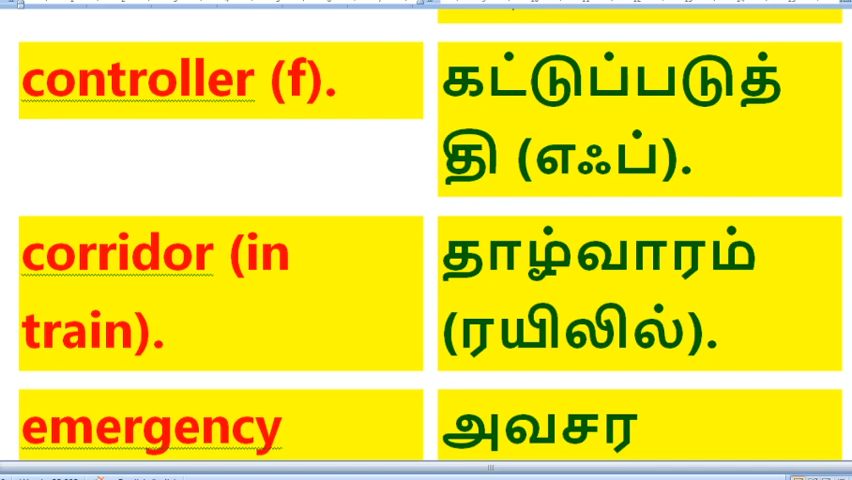 controller (f).
கட்டுப்படுத்
தி (எஃப்).
corridor (in
train).
தாழ்வாரம்
(ரயிலில்).
emergency
அவசர